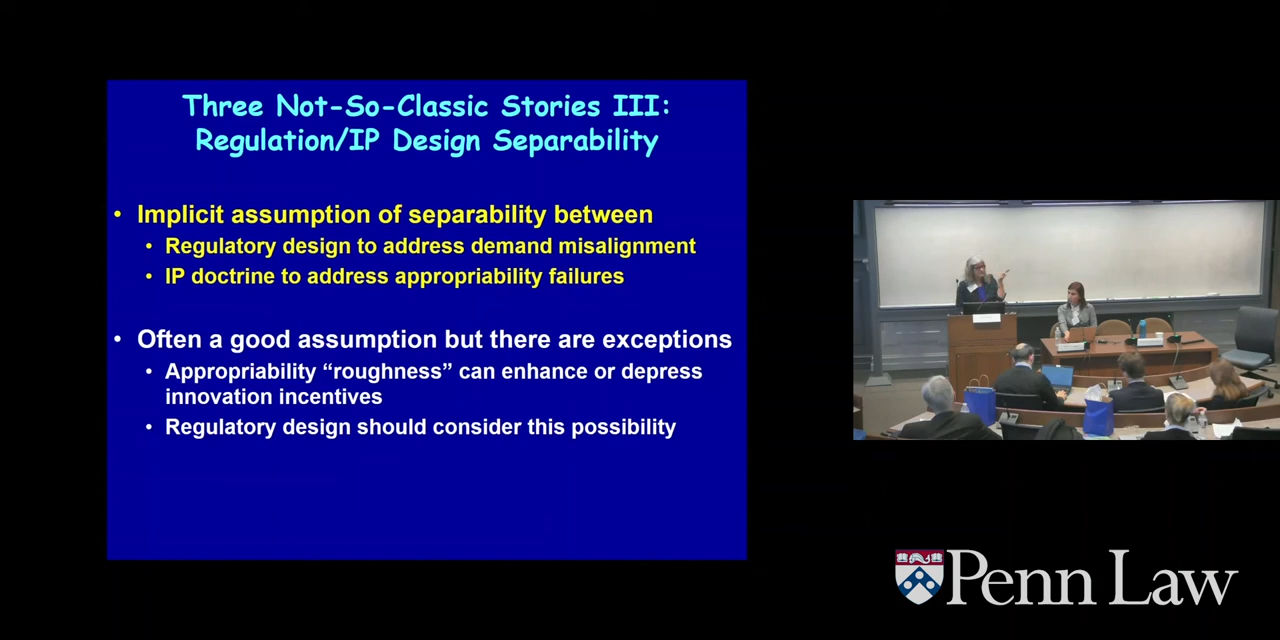 Three Not-So-Classic Stories III:
Regulation/IP Design Separability
• Implicit assumption of separability between
• Regulatory design to address demand misalignment
• IP doctrine to address appropriability failures
• Often a good assumption but there are exceptions
• Appropriability “roughness” can enhance or depress
innovation incentives
• Regulatory design should consider this possibility
Penn Law